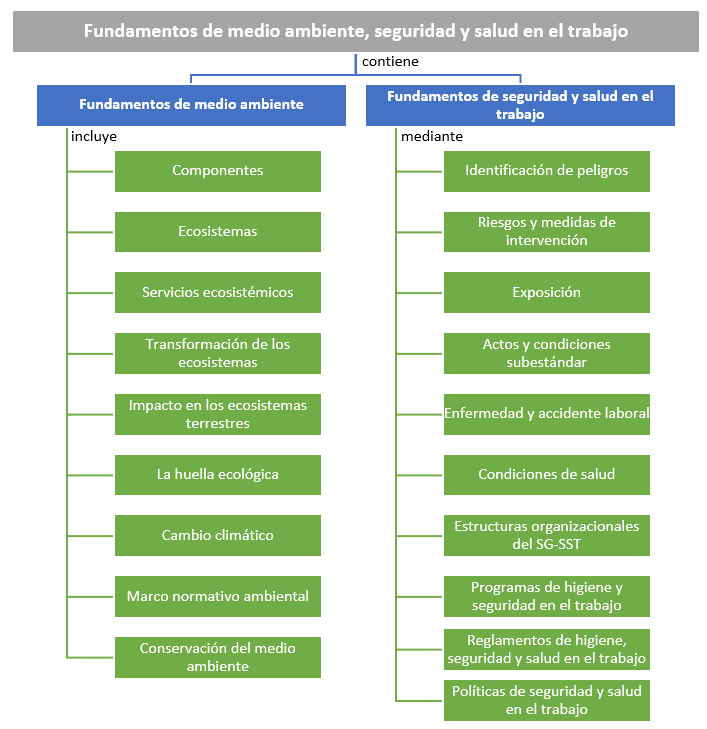 Fundamentos de medio ambiente, seguridad y salud en el trabajo
contiene
Fundamentos de medio ambiente
incluye
Componentes
Ecosistemas
Servicios ecosistémicos
Transformación de los
ecosistemas
Impacto en los ecosistemas
terrestres
La huella ecológica
Cambio climático
Marco normativo ambiental
Conservación del medio
ambiente
Fundamentos de seguridad y salud en el
trabajo
mediante
Identificación de peligros
Riesgos y medidas de
intervención
Exposición
Actos y condiciones
subestándar
Enfermedad y accidente laboral
Condiciones de salud
Estructuras organizacionales
del SG-SST
Programas de higiene y
seguridad en el trabajo
Reglamentos de higiene,
seguridad y salud en el trabajo
Políticas de seguridad y salud
en el trabajo